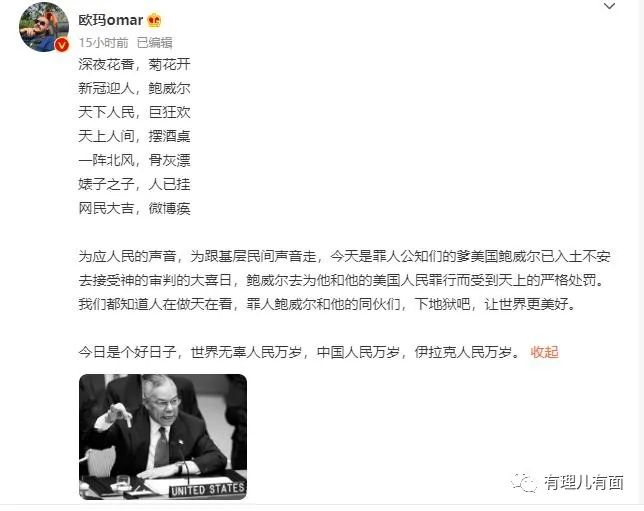 欧玛omar
15小时前 已编辑
深夜花香，菊花开
新冠迎人，鲍威尔
天下人民，巨狂欢
天上人间，摆酒桌
一阵北风，骨灰漂
婊子之子，人已挂
网民大吉，微博痪
为应人民的声音，为跟基层民间声音走，今天是罪人公知们的爹美国鲍威尔已入土不安
去接受神的审判的大喜日，鲍威尔去为他和他的美国人民罪行而受到天上的严格处罚。
我们都知道人在做天在看，罪人鲍威尔和他的同伙们，下地狱吧，让世界更美好。
今日是个好日子，世界无辜人民万岁，中国人民万岁，伊拉克人民万岁。 收起
UNITED STATES
有理儿有面